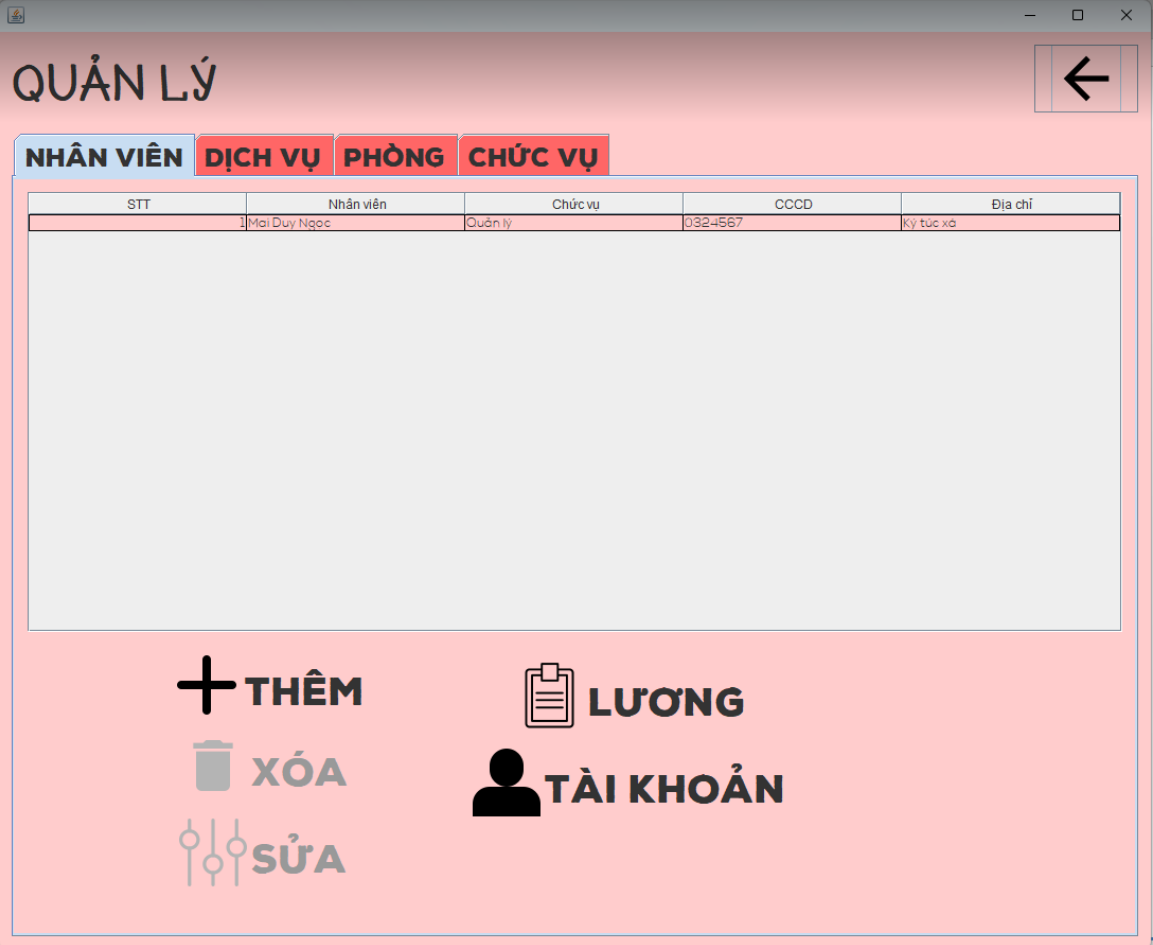 QUẢN LÝ
NHÂN VIÊN DỊCH VỤ PHÒNG CHỨC VỤ
STT Nhân viên Chức vụ CCCD Địa chỉ
1 Mai Duy Ngọc Quản lý 0324567 Ký túc xá
THÊM
LƯƠNG
XÓA
TÀI KHOẢN
SỬA